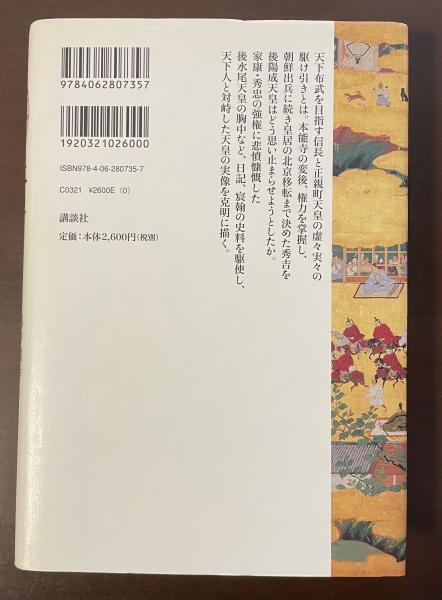 天下布武を目指す信長と正親町天皇の虚々実々の
駆け引きとは。本能寺の変後、権力を掌握し、
朝鮮出兵に続き皇居の北京移転まで決めた秀吉を
後陽成天皇はどう思い止まらせようとしたか。
家康・秀忠の強権に悲憤慷慨した
後水尾天皇の胸中など、日記、宸翰の史料を駆使し、
天下人と対峙した天皇の実像を克明に描く。
9784062807357
1920321026000
ISBN978-4-06-280735-7
C0321 ¥2600E (0)
講談社
定価:本体2,600円(税別)